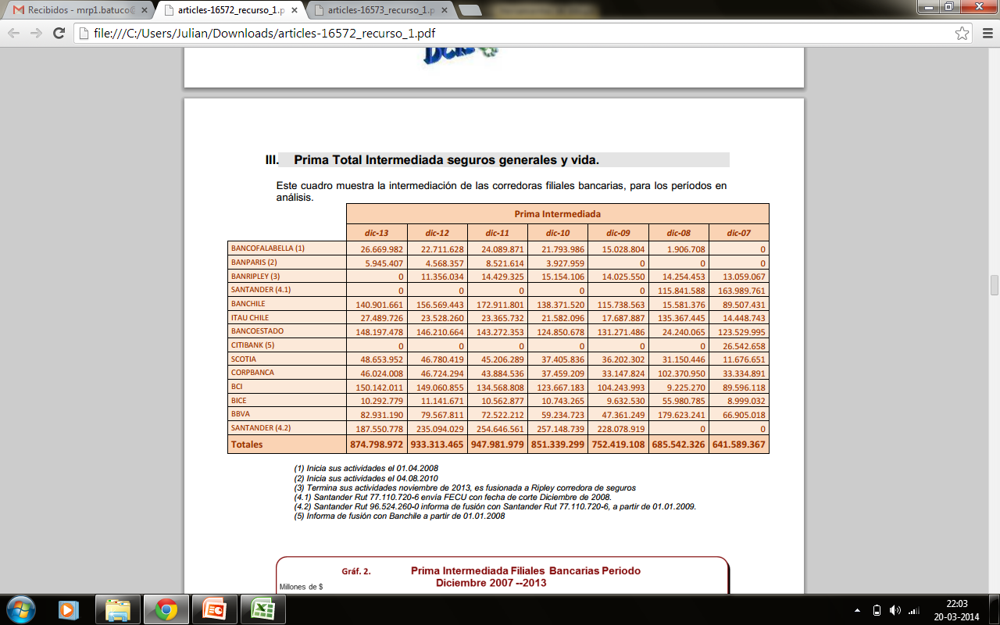 Recibidos - mrp1.batuco@
articles-16572_recurso_1.p
articles-16573_recurso_1.p
file:///C:/Users/Julian/Downloads/articles-16572_recurso_1.pdf
III. Prima Total Intermediada seguros generales y vida.
Este cuadro muestra la intermediación de las corredoras filiales bancarias, para los períodos en
análisis.
Prima Intermediada
dic-13 dic-12 dic-11 dic-10 dic-09 dic-08 dic-07
BANCOFALABELLA (1) 26.669.982 22.711.628 24.089.871 21.793.986 15.028.804 1.906.708 0
BANPARIS (2) 5.945.407 4.568.357 8.521.614 3.927.959 0 0 0
BANRIPLEY (3) 0 11.356.034 14.429.325 15.154.106 14.025.550 14.254.453 13.059.067
SANTANDER (4.1) 0 0 0 0 0 115.841.588 163.989.761
BANCHILE 140.901.661 156.569.443 172.911.801 138.371.520 115.738.563 15.581.376 89.507.431
ITAU CHILE 27.489.726 23.528.260 23.365.732 21.582.096 17.687.887 135.367.445 14.448.743
BANCOESTADO 148.197.478 146.210.664 143.272.353 124.850.678 131.271.486 24.240.065 123.529.995
CITIBANK (5) 0 0 0 0 0 0 26.542.658
SCOTIA 48.653.952 46.780.419 45.206.289 37.405.836 36.202.302 31.150.446 11.676.651
CORPBANCA 46.024.008 46.724.294 43.884.536 37.459.209 33.147.824 102.370.950 33.334.891
BCI 150.142.011 149.060.855 134.568.808 123.667.183 104.243.993 9.225.270 89.596.118
BICE 10.292.779 11.141.671 10.562.877 10.743.265 9.632.530 55.980.785 8.999.032
BBVA 82.931.190 79.567.811 72.522.212 59.234.723 47.361.249 179.623.241 66.905.018
SANTANDER (4.2) 187.550.778 235.094.029 254.646.561 257.148.739 228.078.919 0 0
Totales 874.798.972 933.313.465 947.981.979 851.339.299 752.419.108 685.542.326 641.589.367
(1) Inicia sus actividades el 01.04.2008
(2) Inicia sus actividades el 04.08.2010
(3) Termina sus actividades noviembre de 2013, es fusionada a Ripley corredora de seguros
(4.1) Santander Rut 77.110.720-6 envía FECU con fecha de corte Diciembre de 2008.
(4.2) Santander Rut 96.524.260-0 informa de fusión con Santander Rut 77.110.720-6, a partir de 01.01.2009.
(5) Informa de fusión con Banchile a partir de 01.01.2008
Gráf. 2. Prima Intermediada Filiales Bancarias Periodo
Diciembre 2007 --2013
Millones de $
22:03
20-03-2014